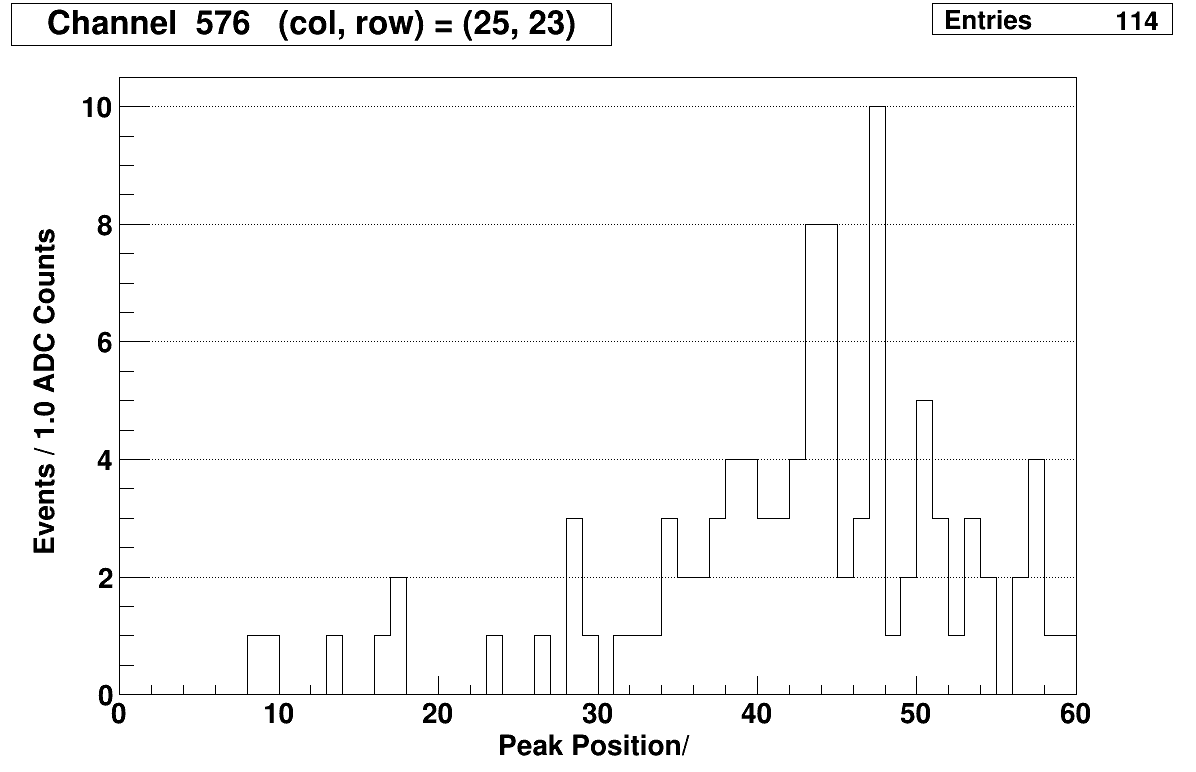 Channel  576   (col, row) = (25, 23)
Entries 114
10
8
6
4
2
0
Events / 1.0 ADC Counts
0 10 20 30 40 50 60
Peak Position/